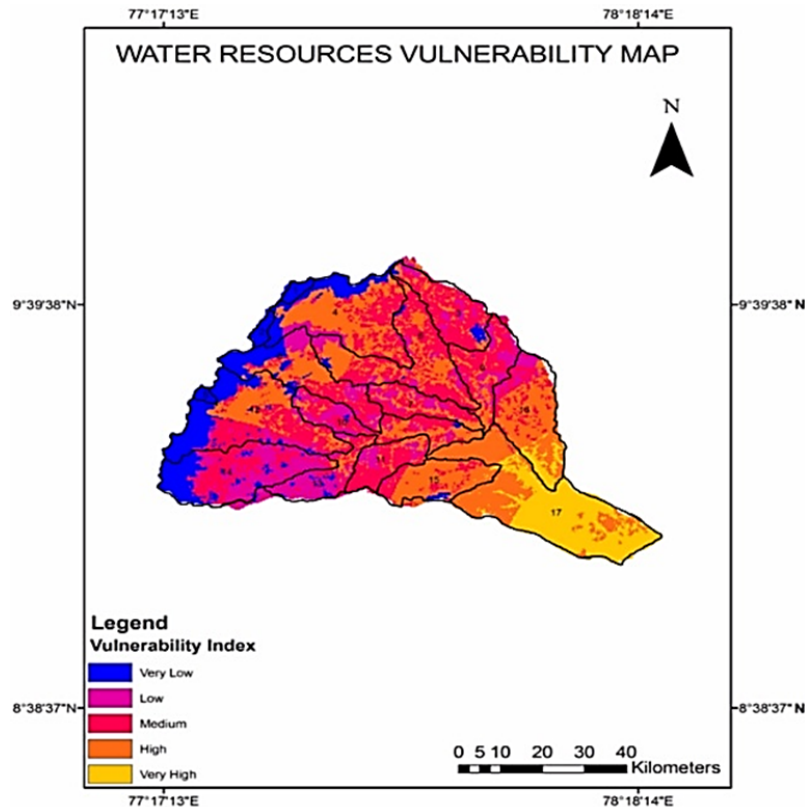 77°17'13"E 78°18'14"E
WATER RESOURCES VULNERABILITY MAP
N
9°39'38"N 9°39'38"N
4
16
17
Legend
Vulnerability Index
Very Low
Low
8°38'37"N 8°38'37"N
Medium
High
0 5 10 20 30 40
Kilometers
Very High
77°17'13"E 78°18'14"E